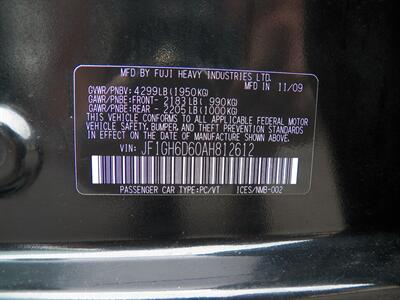 MFD BY FUJI HEAVY INDUSTRIES LTD.
GVWR/PNBV: 4299LB(1950KG) MFD IN 11/09
GAWR/PNBE:FRONT- 2183LB( 990KG)
GAWR/PNBE:REAR - 2205LB(1000KG)
THIS VEHICLE CONFORMS TO ALL APPLICABLE FEDERAL MOTOR
VEHICLE SAFETY, BUMPER, AND THEFT PREVENTION STANDARDS
IN EFFECT ON THE DATE OF MANUFACTURE SHOWN ABOVE.
VIN: JF1GH6D60AH812612
PASSENGER CAR TYPE:PC/VT ICES/NMB-002